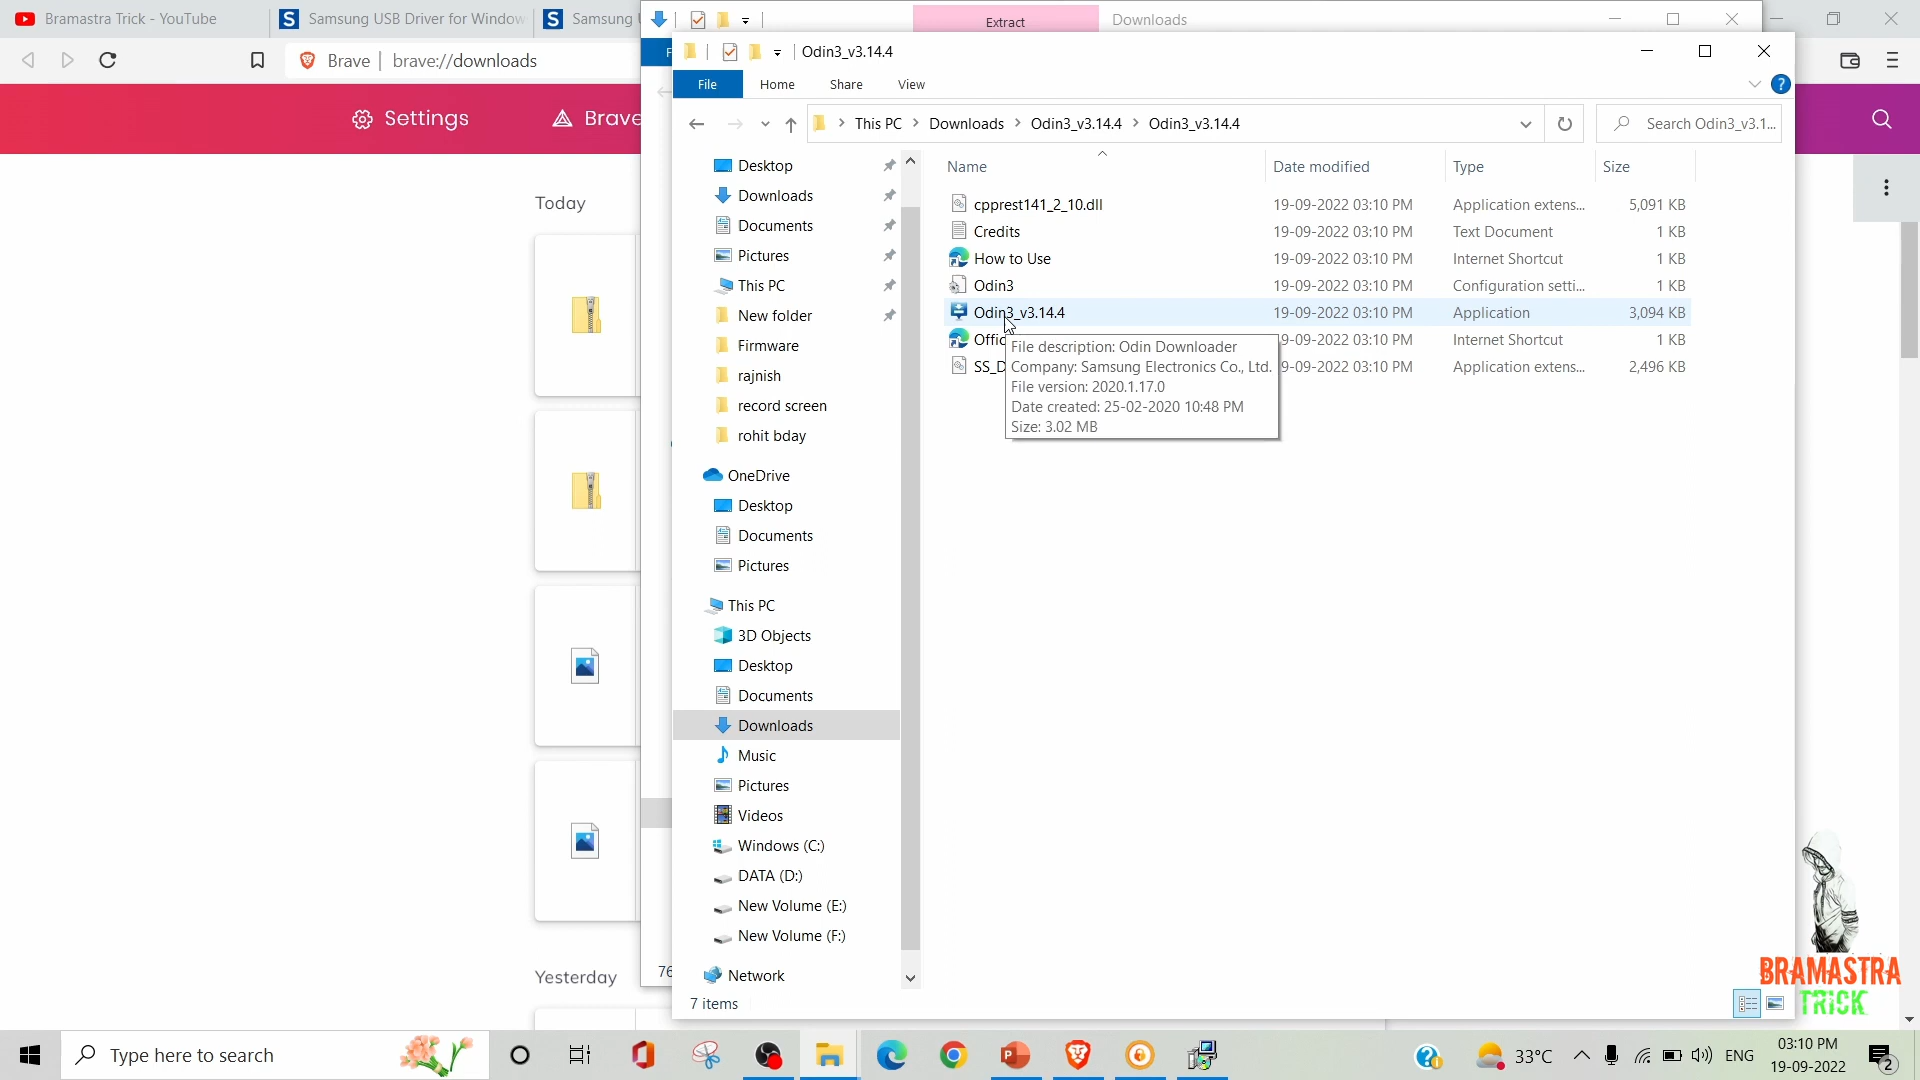 Bramastra Trick - YouTube
Samsung USB Driver for Window
Samsung
Extract
Downloads
Brave
brave://downloads
Odin3_v3.14.4
File
Home
Share
View
Settings
Brave
This PC
Downloads
Odin3_v3.14.4
Odin3_v3.14.4
Search Odin3_v3.1...
Name
Date modified
Type
Size
Today
Yesterday
Desktop
Downloads
Documents
Pictures
This PC
New folder
Firmware
rajnish
record screen
rohit bday
OneDrive
Desktop
Documents
Pictures
This PC
3D Objects
Desktop
Documents
Downloads
Music
Pictures
Videos
Windows (C:)
DATA (D:)
New Volume (E:)
New Volume (F:)
Network
cpprest141_2_10.dll 19-09-2022 03:10 PM Application extens... 5,091 KB
Credits 19-09-2022 03:10 PM Text Document 1 KB
How to Use 19-09-2022 03:10 PM Internet Shortcut 1 KB
Odin3 19-09-2022 03:10 PM Configuration setti... 1 KB
Odin3_v3.14.4 19-09-2022 03:10 PM Application 3,094 KB
Offic 9-09-2022 03:10 PM Internet Shortcut 1 KB
SS_D 9-09-2022 03:10 PM Application extens... 2,496 KB
File description: Odin Downloader
Company: Samsung Electronics Co., Ltd.
File version: 2020.1.17.0
Date created: 25-02-2020 10:48 PM
Size: 3.02 MB
76
7 items
BRAMASTRA
TRICK
Type here to search
33°C
ENG
03:10 PM
19-09-2022
2